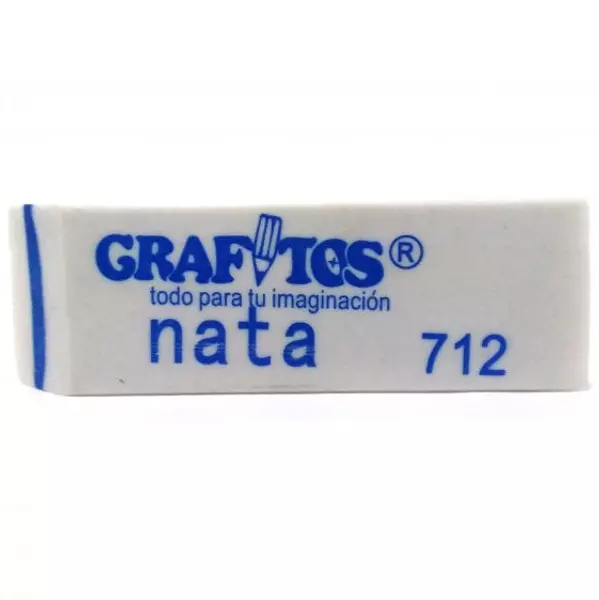 GRAFITOS®
todo para tu imaginación
nata
712